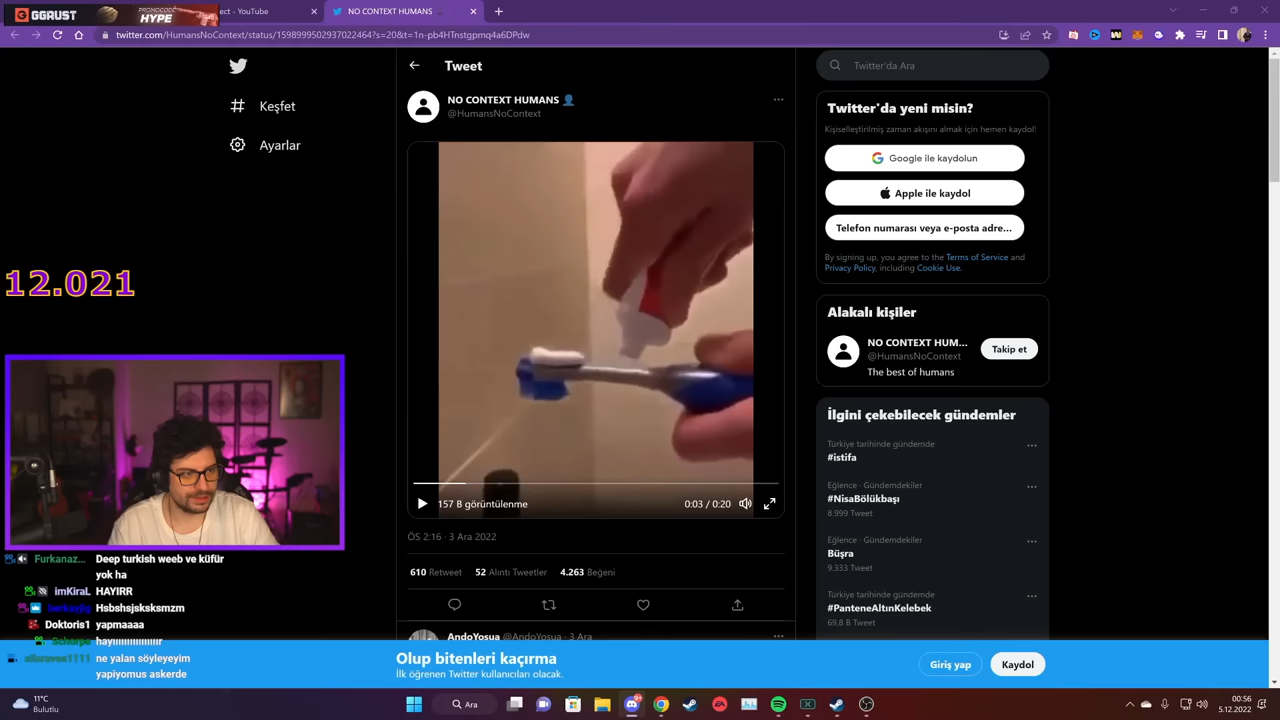 GGRUST
PROMOCODE
HYPE
ect - YouTube
NO CONTEXT HUMANS
twitter.com/HumansNoContext/status/1598999502937022464?s=20&t=1n-pb4HTnstgpmq4a6DPdw
Keşfet
Ayarlar
12.021
Tweet
NO CONTEXT HUMANS
@HumansNoContext
157 B görüntülenme
0:03 / 0:20
ÖS 2:16 · 3 Ara 2022
610 Retweet 52 Alıntı Tweetler 4.263 Beğeni
AndoYosua @AndoYosua · 3 Ara
Twitter'da Ara
Twitter'da yeni misin?
Kişiselleştirilmiş zaman akışını almak için hemen kaydol!
Google ile kaydolun
Apple ile kaydol
Telefon numarası veya e-posta adre...
By signing up, you agree to the Terms of Service and
Privacy Policy, including Cookie Use.
Alakalı kişiler
NO CONTEXT HUM...
@HumansNoContext
The best of humans
Takip et
İlgini çekebilecek gündemler
Türkiye tarihinde gündemde
#istifa
Eğlence · Gündemdekiler
#NisaBölükbaşı
8.999 Tweet
Eğlence · Gündemdekiler
Büşra
9.333 Tweet
Türkiye tarihinde gündemde
#PanteneAltınKelebek
69,8 B Tweet
Furkanaz... Deep turkish weeb ve küfür
yok ha
imKiraL HAYIRR
Hsbshsjsksksmzm
Doktoris1 yapmaaaa
hayiiiiiiiiiiiiiiiir
ne yalan söyleyeyim
yapiyomus askerde
Olup bitenleri kaçırma
İlk öğrenen Twitter kullanıcıları olacak.
Giriş yap
Kaydol
11°C
Bulutlu
Ara
9+
00:56
5.12.2022